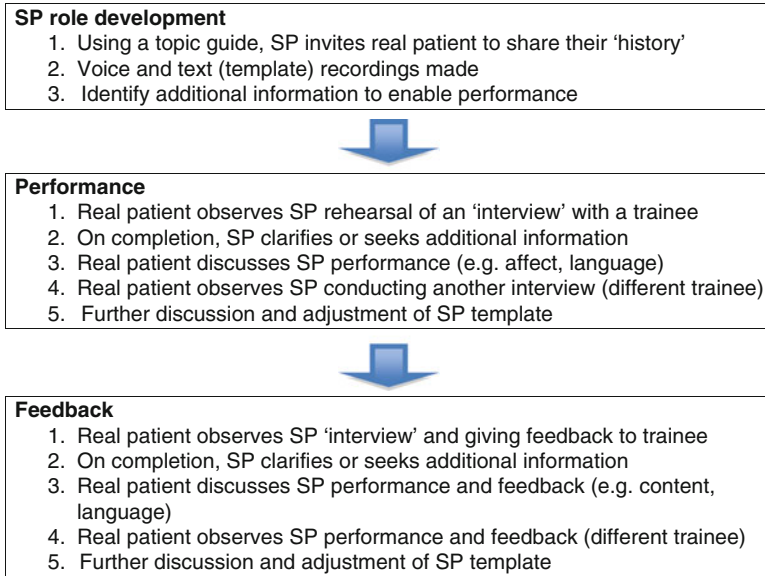 SP role development
1. Using a topic guide, SP invites real patient to share their ‘history’
2. Voice and text (template) recordings made
3. Identify additional information to enable performance
Performance
1. Real patient observes SP rehearsal of an ‘interview’ with a trainee
2. On completion, SP clarifies or seeks additional information
3. Real patient discusses SP performance (e.g. affect, language)
4. Real patient observes SP conducting another interview (different trainee)
5. Further discussion and adjustment of SP template
Feedback
1. Real patient observes SP ‘interview’ and giving feedback to trainee
2. On completion, SP clarifies or seeks additional information
3. Real patient discusses SP performance and feedback (e.g. content,
language)
4. Real patient observes SP performance and feedback (different trainee)
5. Further discussion and adjustment of SP template